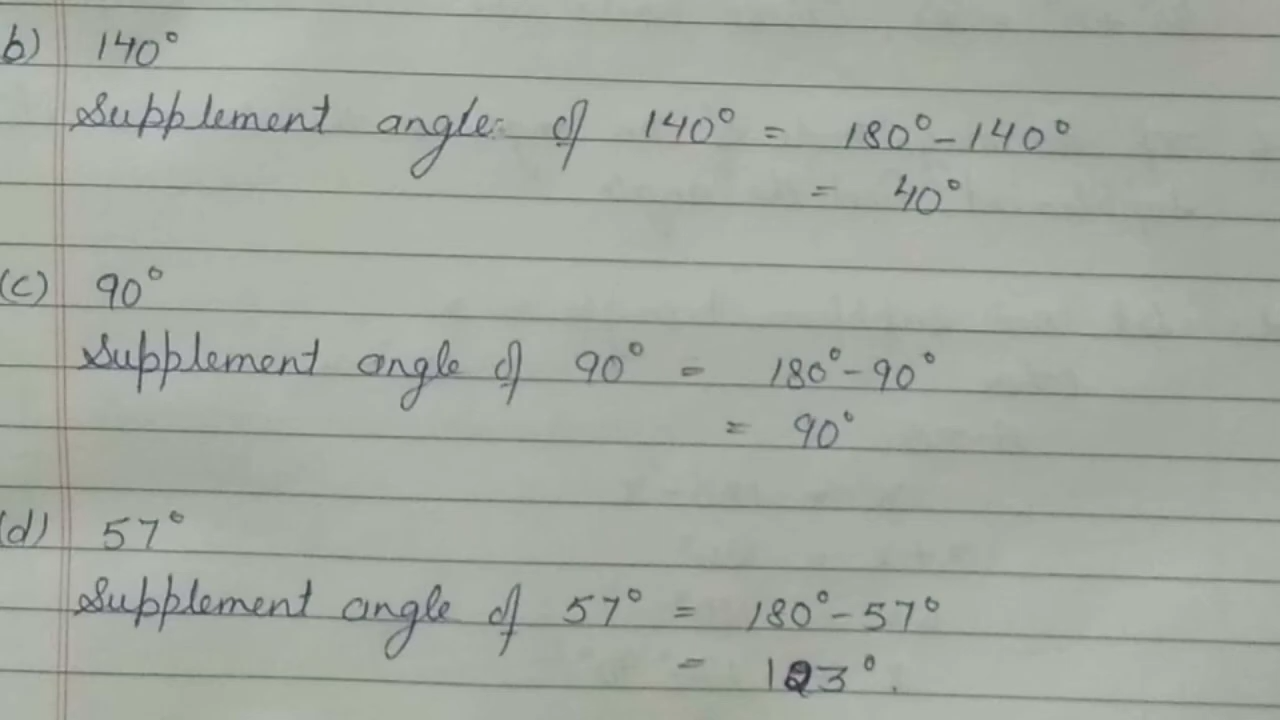 b) 140°
Supplement angle of 140° = 180° - 140°
= 40°
(c) 90°
Supplement angle of 90° = 180° - 90°
= 90°
(d) 57°
Supplement angle of 57° = 180° - 57°
= 123°.